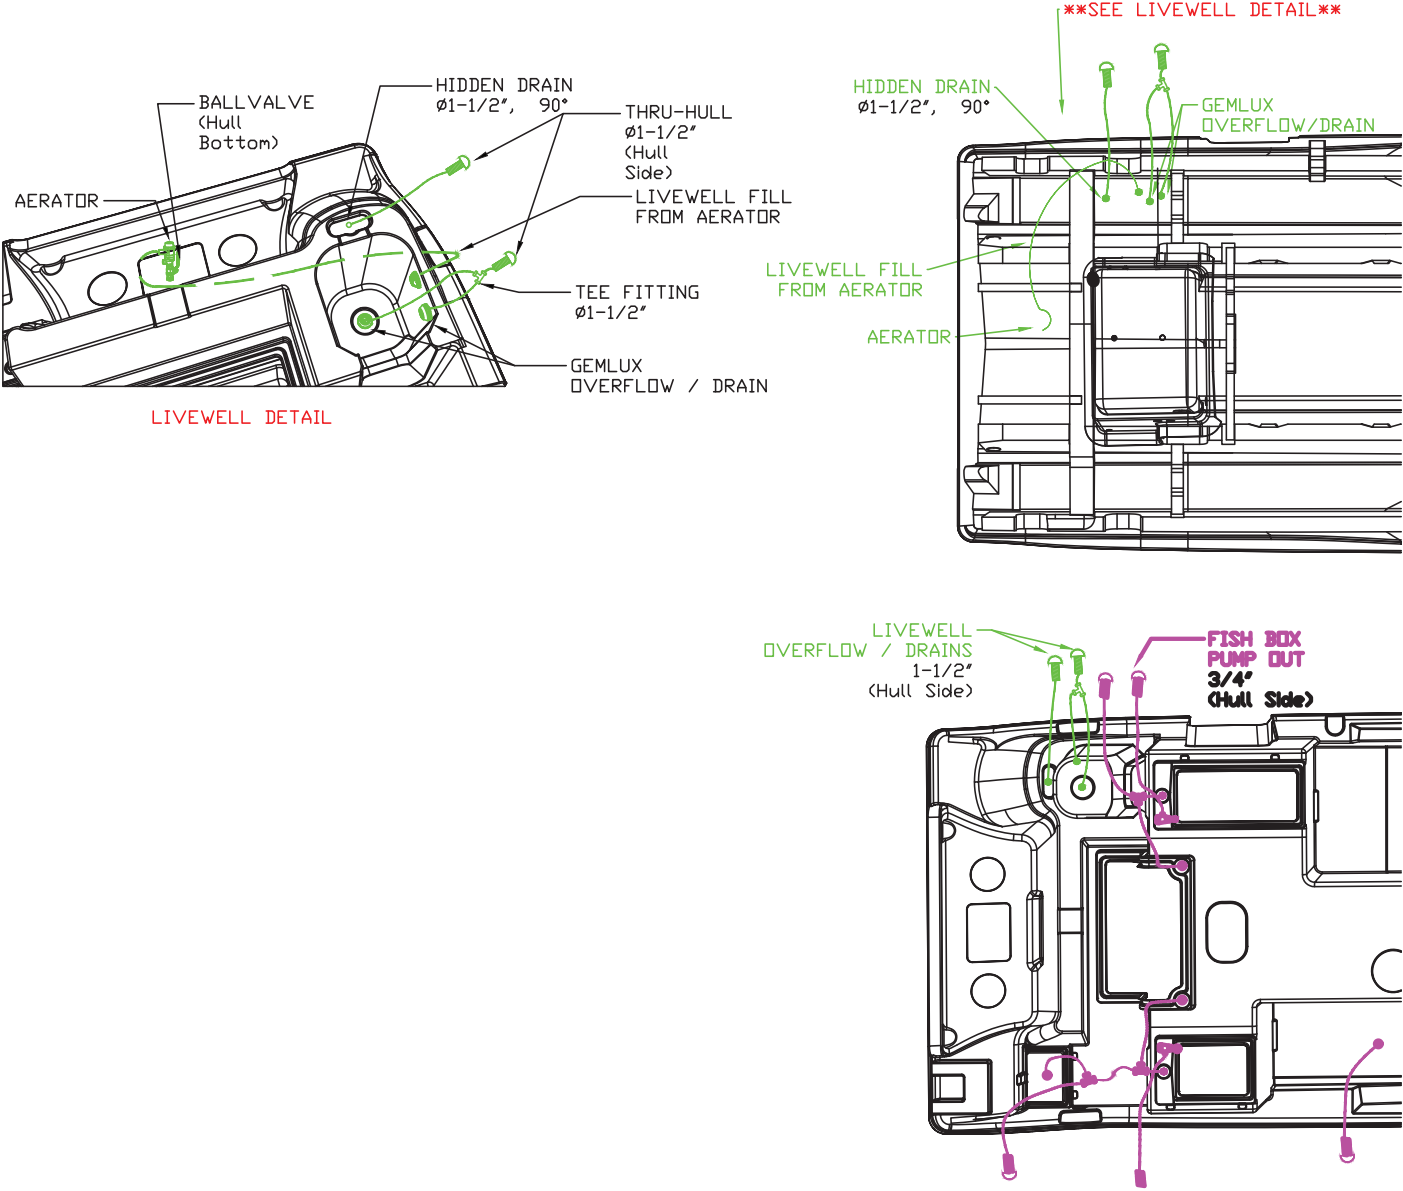 **SEE LIVEWELL DETAIL**
BALLVALVE
(Hull
Bottom)
HIDDEN DRAIN
Ø1-1/2", 90°
THRU-HULL
Ø1-1/2"
(Hull
Side)
AERATOR
LIVEWELL FILL
FROM AERATOR
TEE FITTING
Ø1-1/2"
GEMLUX
OVERFLOW / DRAIN
LIVEWELL DETAIL
HIDDEN DRAIN
Ø1-1/2", 90°
GEMLUX
OVERFLOW/DRAIN
LIVEWELL FILL
FROM AERATOR
AERATOR
LIVEWELL
OVERFLOW / DRAINS
1-1/2"
(Hull Side)
FISH BOX
PUMP OUT
3/4"
(Hull Side)